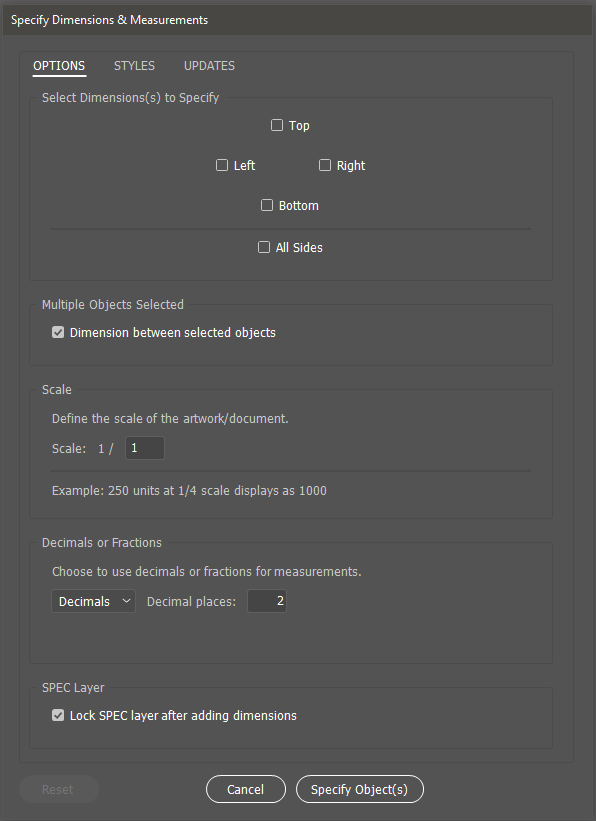 Specify Dimensions & Measurements
OPTIONS STYLES UPDATES
Select Dimensions(s) to Specify
Top
Left Right
Bottom
All Sides
Multiple Objects Selected
Dimension between selected objects
Scale
Define the scale of the artwork/document.
Scale: 1 / 1
Example: 250 units at 1/4 scale displays as 1000
Decimals or Fractions
Choose to use decimals or fractions for measurements.
Decimals Decimal places: 2
SPEC Layer
Lock SPEC layer after adding dimensions
Reset Cancel Specify Object(s)